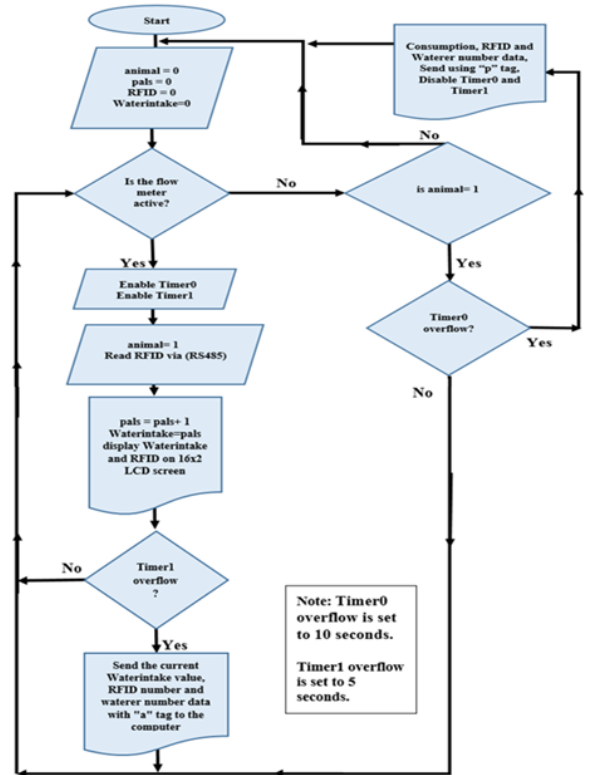 Start
animal = 0
pals = 0
RFID = 0
Waterintake=0
Consumption, RFID and
Waterer number data,
Send using “p” tag,
Disable Timer0 and
Timer1
No
Is the flow
meter
active?
No
is animal= 1
Yes
Yes
Enable Timer0
Enable Timer1
Timer0
overflow?
Yes
animal= 1
Read RFID via (RS485)
No
pals = pals+ 1
Waterintake=pals
display Waterintake
and RFID on 16x2
LCD screen
No
Timer1
overflow
?
Yes
Note: Timer0
overflow is set
to 10 seconds.
Timer1 overflow
is set to 5
seconds.
Send the current
Waterintake value,
RFID number and
waterer number data
with "a" tag to the
computer